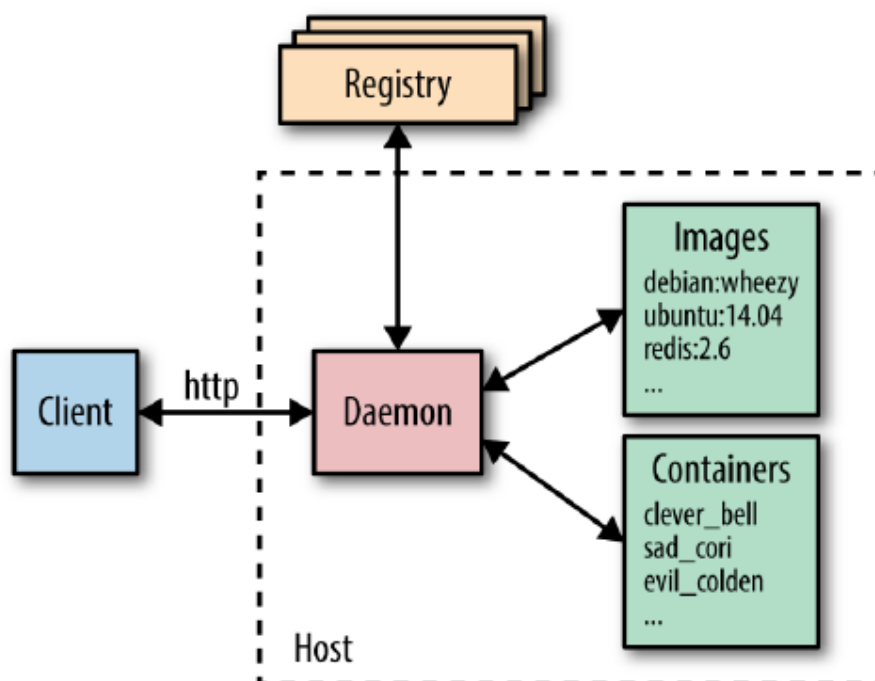 Registry
Images
debian:wheezy
ubuntu:14.04
redis:2.6
...
Client
http
Daemon
Containers
clever_bell
sad_cori
evil_colden
...
Host